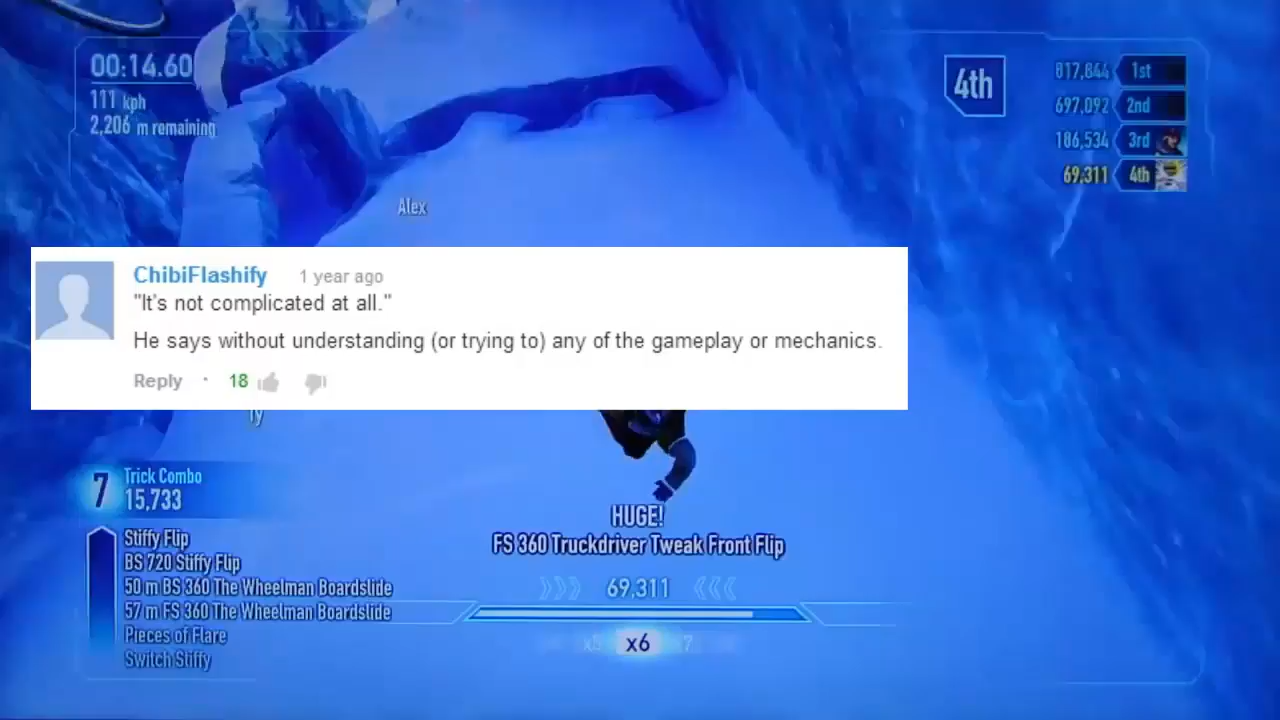 00:14.60
111 kph
2,206 m remaining
4th
817,844 1st
697,092 2nd
186,534 3rd
69,311 4th
Alex
ChibiFlashify 1 year ago
"It's not complicated at all."
He says without understanding (or trying to) any of the gameplay or mechanics.
Reply · 18
Ty
7 Trick Combo
15,733
Stiffy Flip
BS 720 Stiffy Flip
50 m BS 360 The Wheelman Boardslide
57 m FS 360 The Wheelman Boardslide
Pieces of Flare
Switch Stiffy
HUGE!
FS 360 Truckdriver Tweak Front Flip
69,311
x5 x6 x7